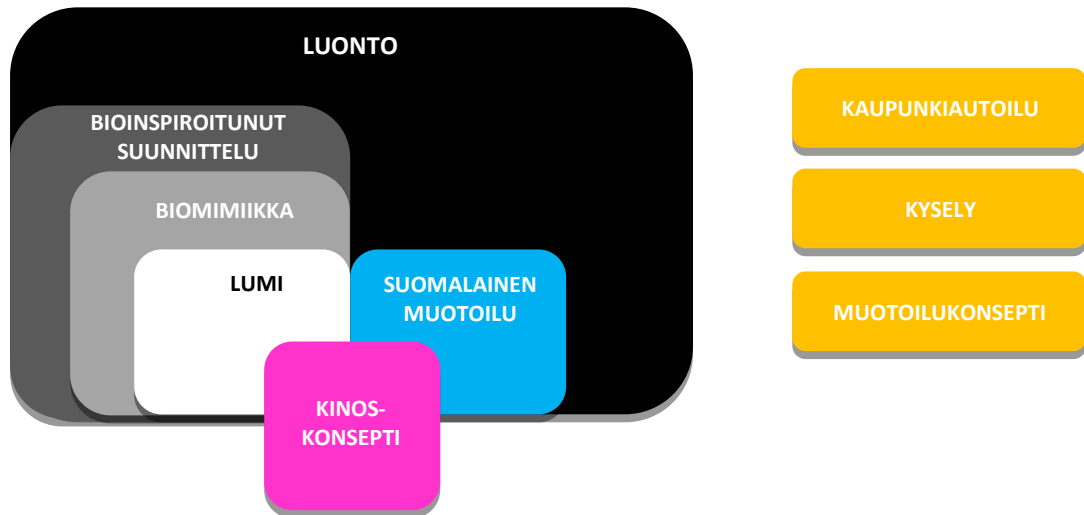 LUONTO
BIOINSPIROITUNUT
SUUNNITTELU
BIOMIMIIKKA
LUMI
SUOMALAINEN
MUOTOILU
KINOS-
KONSEPTI
KAUPUNKIAUTOILU
KYSELY
MUOTOILUKONSEPTI